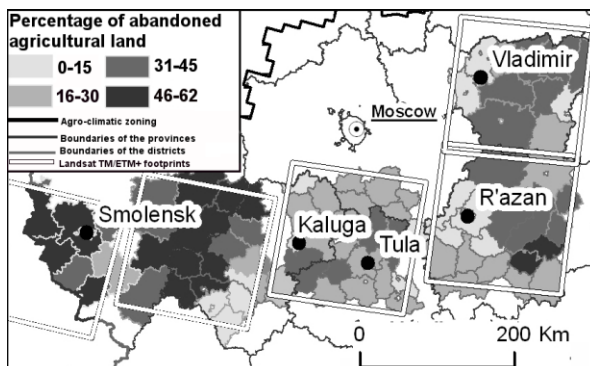 Percentage of abandoned
agricultural land
0-15 31-45
16-30 46-62
Agro-climatic zoning
Boundaries of the provinces
Boundaries of the districts
Landsat TM/ETM+ footprints
Vladimir
Moscow
Smolensk
R'azan
Kaluga
Tula
0 200 Km